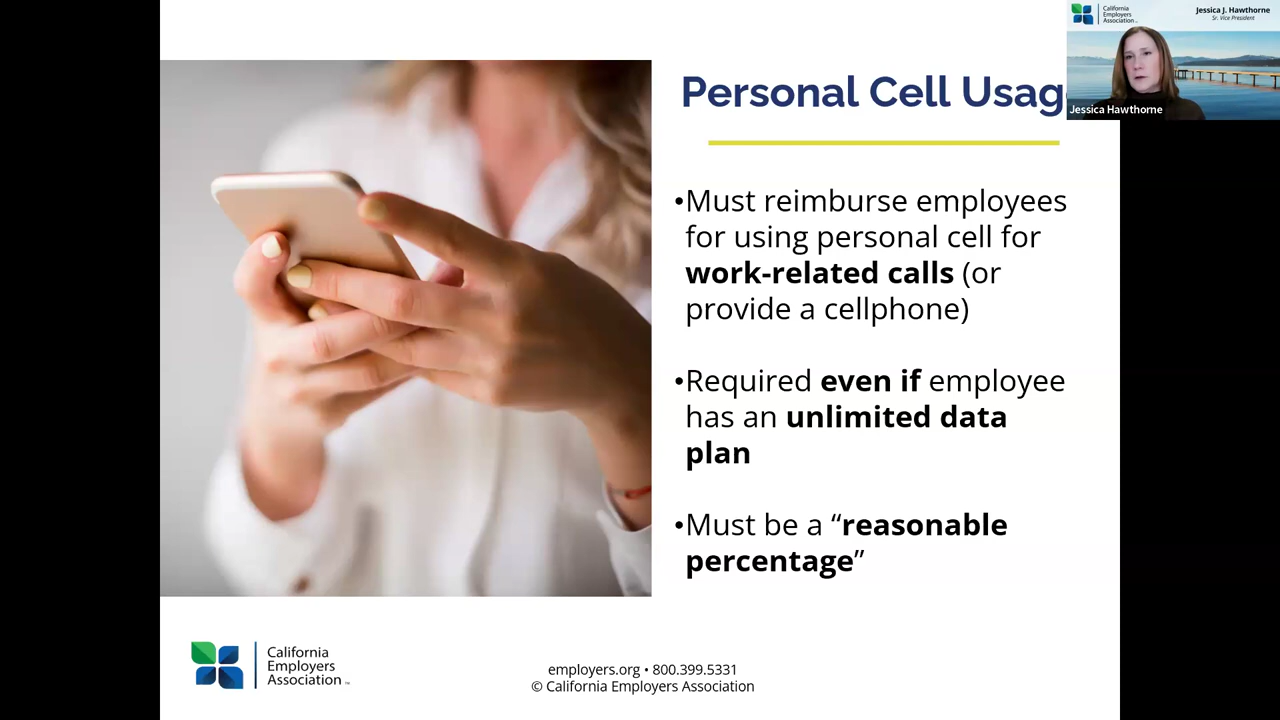 Personal Cell Usag
•Must reimburse employees
for using personal cell for
work-related calls (or
provide a cellphone)
•Required even if employee
has an unlimited data
plan
•Must be a “reasonable
percentage”
California
Employers
Association
employers.org • 800.399.5331
© California Employers Association
California
Employers
Association
Jessica J. Hawthorne
Sr. Vice President
Jessica Hawthorne